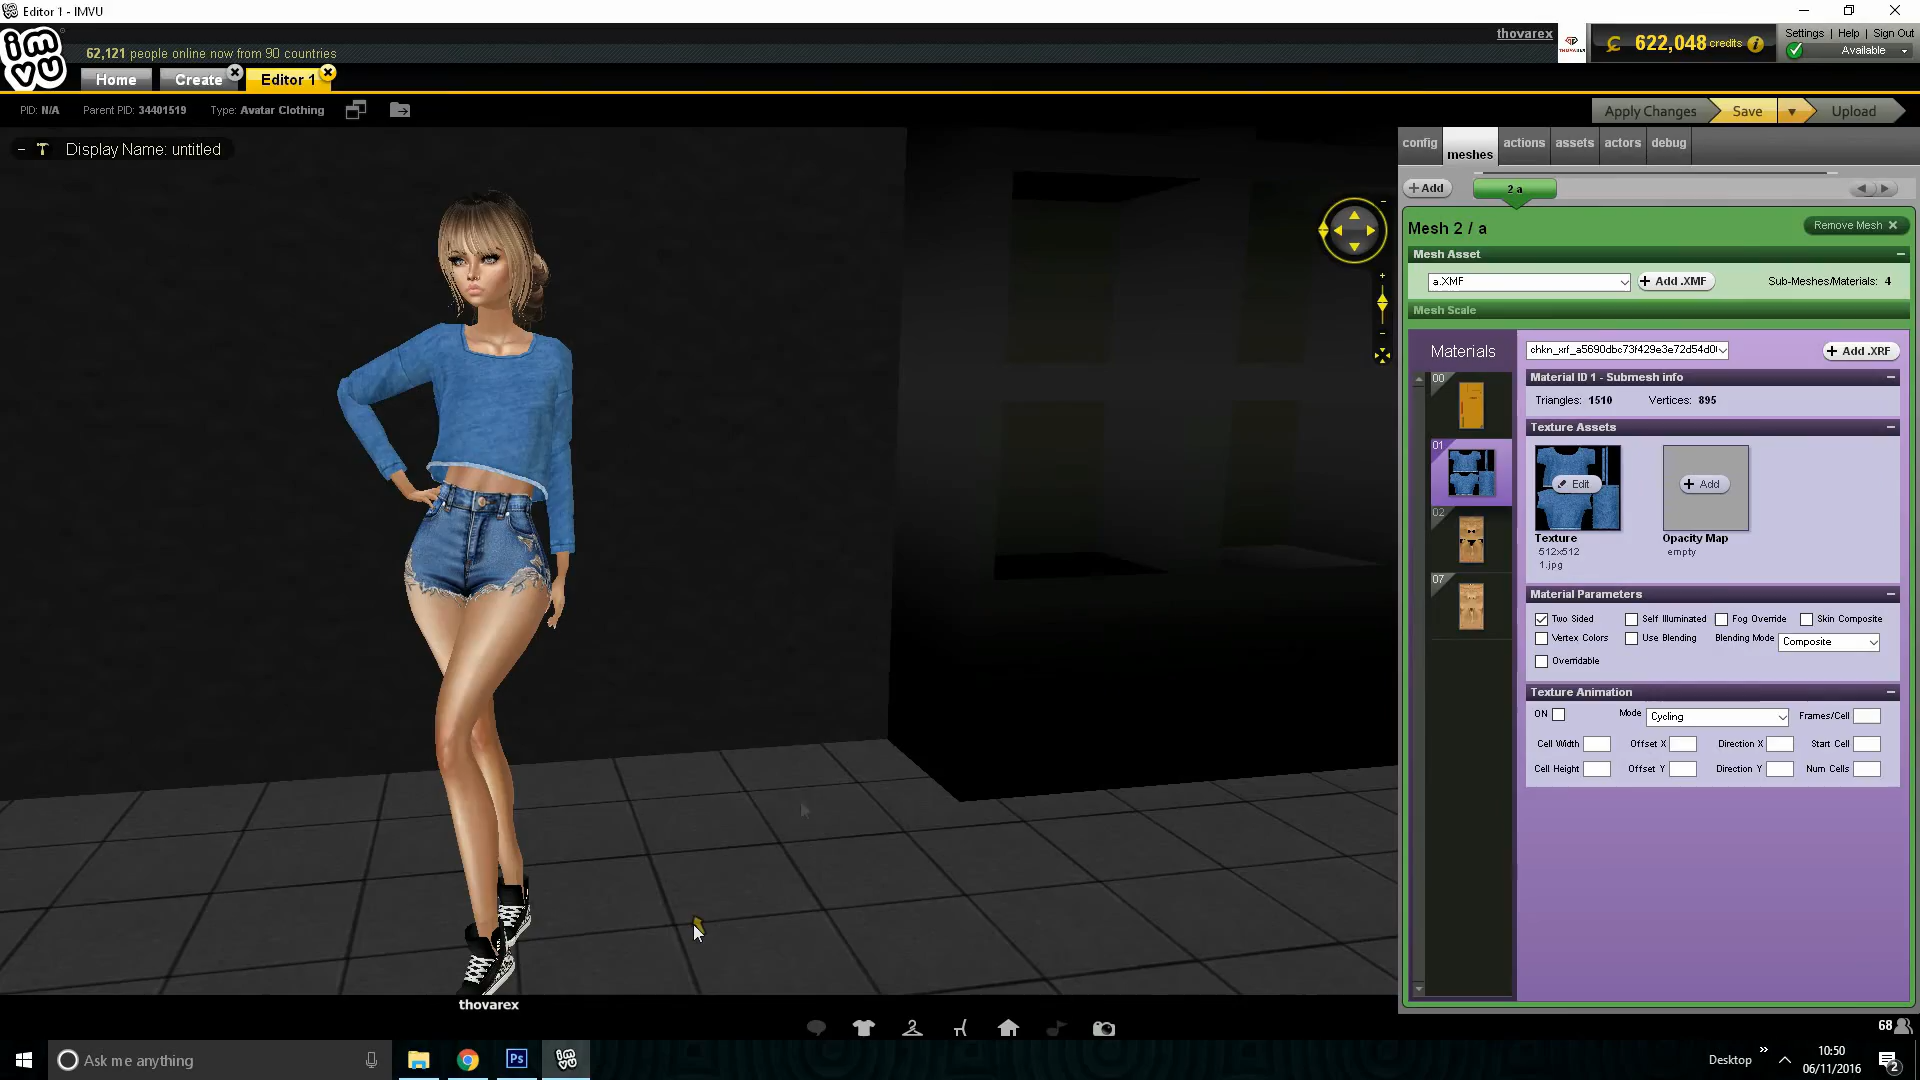 Editor 1 - IMVU
imvu
62,121 people online now from 90 countries
thovarex
622,048 credits
Settings | Help | Sign Out
Available
Home
Create
Editor 1
PID: N/A
Parent PID: 34401519
Type: Avatar Clothing
Apply Changes
Save
Upload
Display Name: untitled
config
meshes
actions
assets
actors
debug
+ Add
2 a
Mesh 2 / a
Remove Mesh
Mesh Asset
a.XMF
+ Add .XMF
Sub-Meshes/Materials: 4
Mesh Scale
Materials
+ Add .XRF
00
01
02
07
Material ID 1 - Submesh info
Triangles: 1510
Vertices: 895
Texture Assets
Edit
+ Add
Texture
512x512
1.jpg
Opacity Map
empty
Material Parameters
Two Sided
Self Illuminated
Fog Override
Skin Composite
Vertex Colors
Use Blending
Blending Mode
Composite
Overridable
Texture Animation
ON
Mode
Cycling
Frames/Cell
Cell Width
Offset X
Direction X
Start Cell
Cell Height
Offset Y
Direction Y
Num Cells
thovarex
68
Ask me anything
Ps
imvu
Desktop
10:50
06/11/2016
2